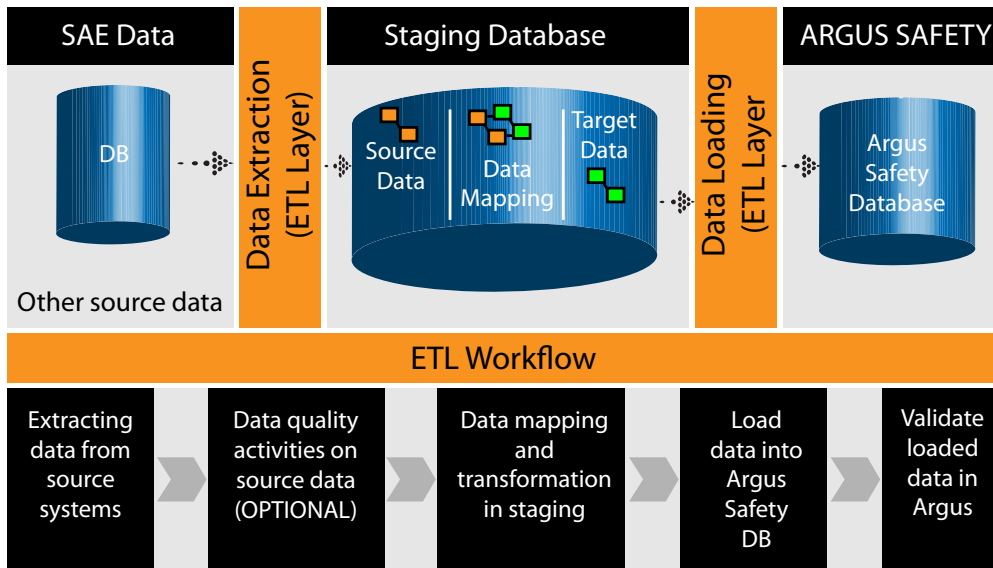 SAE Data
DB
Other source data
Data Extraction
(ETL Layer)
Staging Database
Source
Data
Data
Mapping
Target
Data
Data Loading
(ETL Layer
ARGUS SAFETY
Argus
Safety
Database
ETL Workflow
Extracting
data from
source
systems
Data quality
activities on
source data
(OPTIONAL)
Data mapping
and
transformation
in staging
Load
data into
Argus
Safety
DB
Validate
loaded
data in
Argus